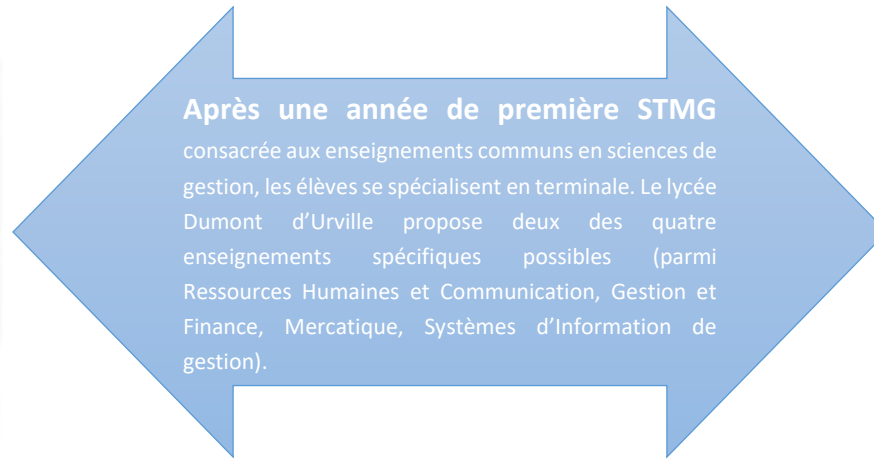 Après une année de première STMG
consacrée aux enseignements communs en sciences de
gestion, les élèves se spécialisent en terminale. Le lycée
Dumont d’Urville propose deux des quatre
enseignements spécifiques possibles (parmi
Ressources Humaines et Communication, Gestion et
Finance, Mercatique, Systèmes d’Information de
gestion).